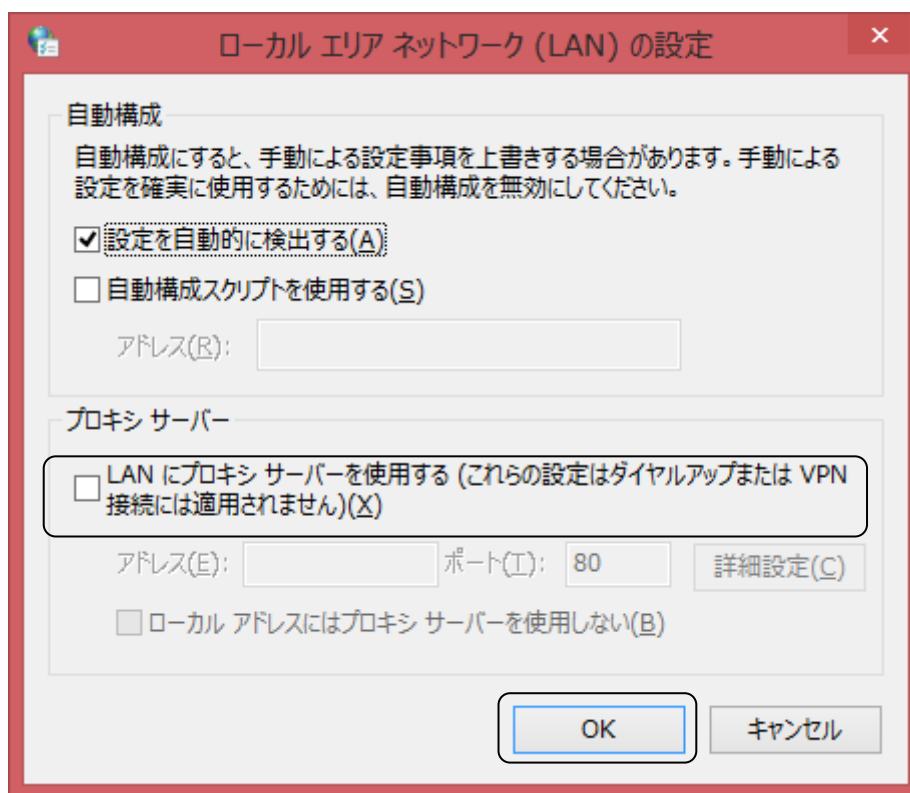 ローカル エリア ネットワーク (LAN) の設定
自動構成
自動構成にすると、手動による設定事項を上書きする場合があります。手動による
設定を確実に使用するためには、自動構成を無効にしてください。
設定を自動的に検出する(A)
自動構成スクリプトを使用する(S)
アドレス(R):
プロキシ サーバー
LAN にプロキシ サーバーを使用する (これらの設定はダイヤルアップまたは VPN
接続には適用されません)(X)
アドレス(E): ポート(T): 80 詳細設定(C)
ローカル アドレスにはプロキシ サーバーを使用しない(B)
OK キャンセル